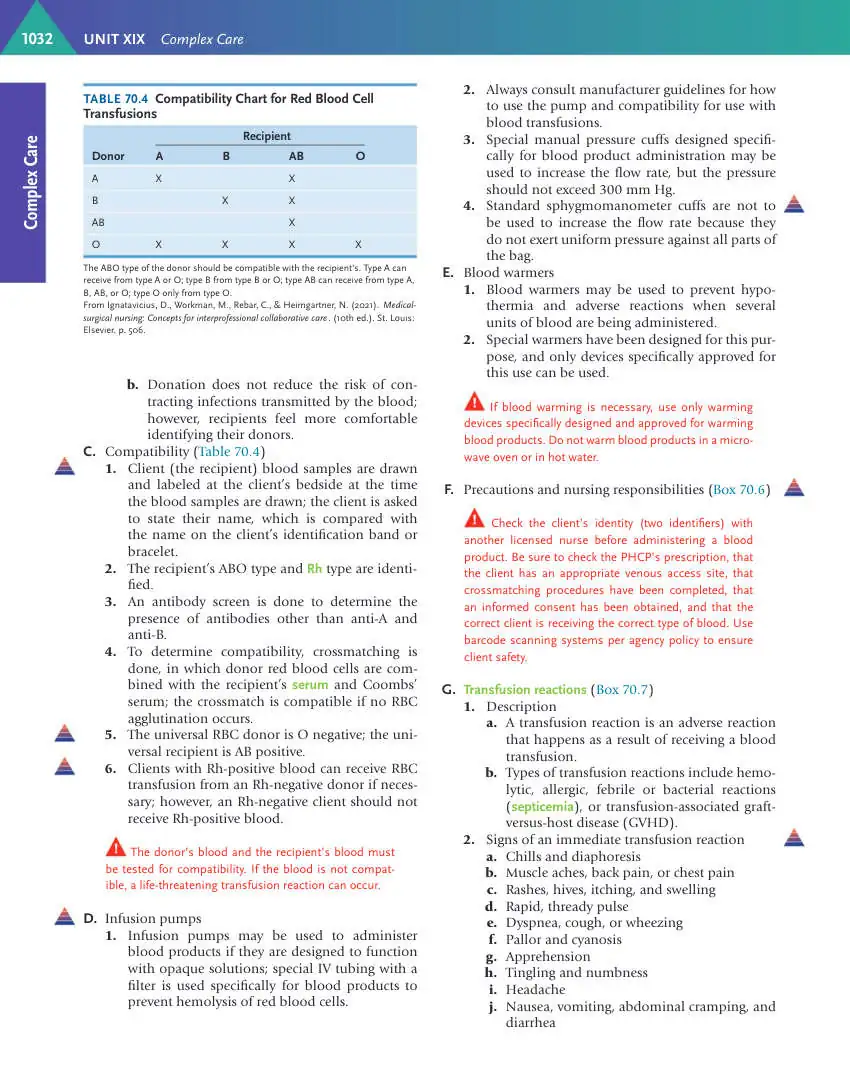 1032 UNIT XIX Complex Care
Complex Care
TABLE 70.4 Compatibility Chart for Red Blood Cell
Transfusions
Recipient
Donor A B AB O
A X X
B X X
AB X
O X X X X
The ABO type of the donor should be compatible with the recipient's. Type A can
receive from type A or O; type B from type B or O; type AB can receive from type A,
B, AB, or O; type O only from type O.
From Ignatavicius, D., Workman, M., Rebar, C., & Heimgartner, N. (2021). Medical-
surgical nursing: Concepts for interprofessional collaborative care. (10th ed.). St. Louis:
Elsevier, p. 506.
b. Donation does not reduce the risk of con-
tracting infections transmitted by the blood;
however, recipients feel more comfortable
identifying their donors.
C. Compatibility (Table 70.4)
1. Client (the recipient) blood samples are drawn
and labeled at the client's bedside at the time
the blood samples are drawn; the client is asked
to state their name, which is compared with
the name on the client's identification band or
bracelet.
2. The recipient's ABO type and Rh type are identi-
fied.
3. An antibody screen is done to determine the
presence of antibodies other than anti-A and
anti-B.
4. To determine compatibility, crossmatching is
done, in which donor red blood cells are com-
bined with the recipient's serum and Coombs'
serum; the crossmatch is compatible if no RBC
agglutination occurs.
5. The universal RBC donor is O negative; the uni-
versal recipient is AB positive.
6. Clients with Rh-positive blood can receive RBC
transfusion from an Rh-negative donor if neces-
sary; however, an Rh-negative client should not
receive Rh-positive blood.
The donor's blood and the recipient's blood must
be tested for compatibility. If the blood is not compat-
ible, a life-threatening transfusion reaction can occur.
D. Infusion pumps
1. Infusion pumps may be used to administer
blood products if they are designed to function
with opaque solutions; special IV tubing with a
filter is used specifically for blood products to
prevent hemolysis of red blood cells.
2. Always consult manufacturer guidelines for how
to use the pump and compatibility for use with
blood transfusions.
3. Special manual pressure cuffs designed specifi-
cally for blood product administration may be
used to increase the flow rate, but the pressure
should not exceed 300 mm Hg.
4. Standard sphygmomanometer cuffs are not to
be used to increase the flow rate because they
do not exert uniform pressure against all parts of
the bag.
E. Blood warmers
1. Blood warmers may be used to prevent hypo-
thermia and adverse reactions when several
units of blood are being administered.
2. Special warmers have been designed for this pur-
pose, and only devices specifically approved for
this use can be used.
If blood warming is necessary, use only warming
devices specifically designed and approved for warming
blood products. Do not warm blood products in a micro-
wave oven or in hot water.
F. Precautions and nursing responsibilities (Box 70.6)
Check the client's identity (two identifiers) with
another licensed nurse before administering a blood
product. Be sure to check the PHCP's prescription, that
the client has an appropriate venous access site, that
crossmatching procedures have been completed, that
an informed consent has been obtained, and that the
correct client is receiving the correct type of blood. Use
barcode scanning systems per agency policy to ensure
client safety.
G. Transfusion reactions (Box 70.7)
1. Description
a. A transfusion reaction is an adverse reaction
that happens as a result of receiving a blood
transfusion.
b. Types of transfusion reactions include hemo-
lytic, allergic, febrile or bacterial reactions
(septicemia), or transfusion-associated graft-
versus-host disease (GVHD).
2. Signs of an immediate transfusion reaction
a. Chills and diaphoresis
b. Muscle aches, back pain, or chest pain
c. Rashes, hives, itching, and swelling
d. Rapid, thready pulse
e. Dyspnea, cough, or wheezing
f. Pallor and cyanosis
g. Apprehension
h. Tingling and numbness
i. Headache
j. Nausea, vomiting, abdominal cramping, and
diarrhea